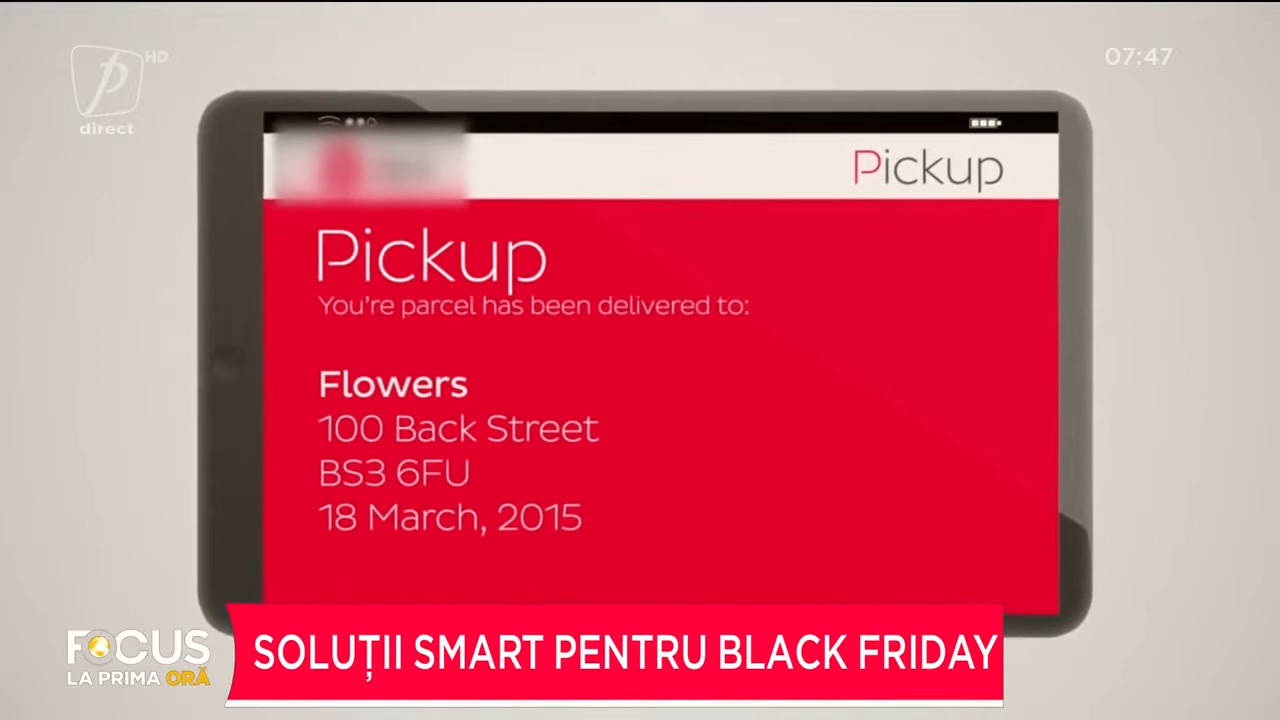 HD
direct
07:47
Pickup
Pickup
You're parcel has been delivered to:
Flowers
100 Back Street
BS3 6FU
18 March, 2015
FOCUS
LA PRIMA ORĂ
SOLUȚII SMART PENTRU BLACK FRIDAY